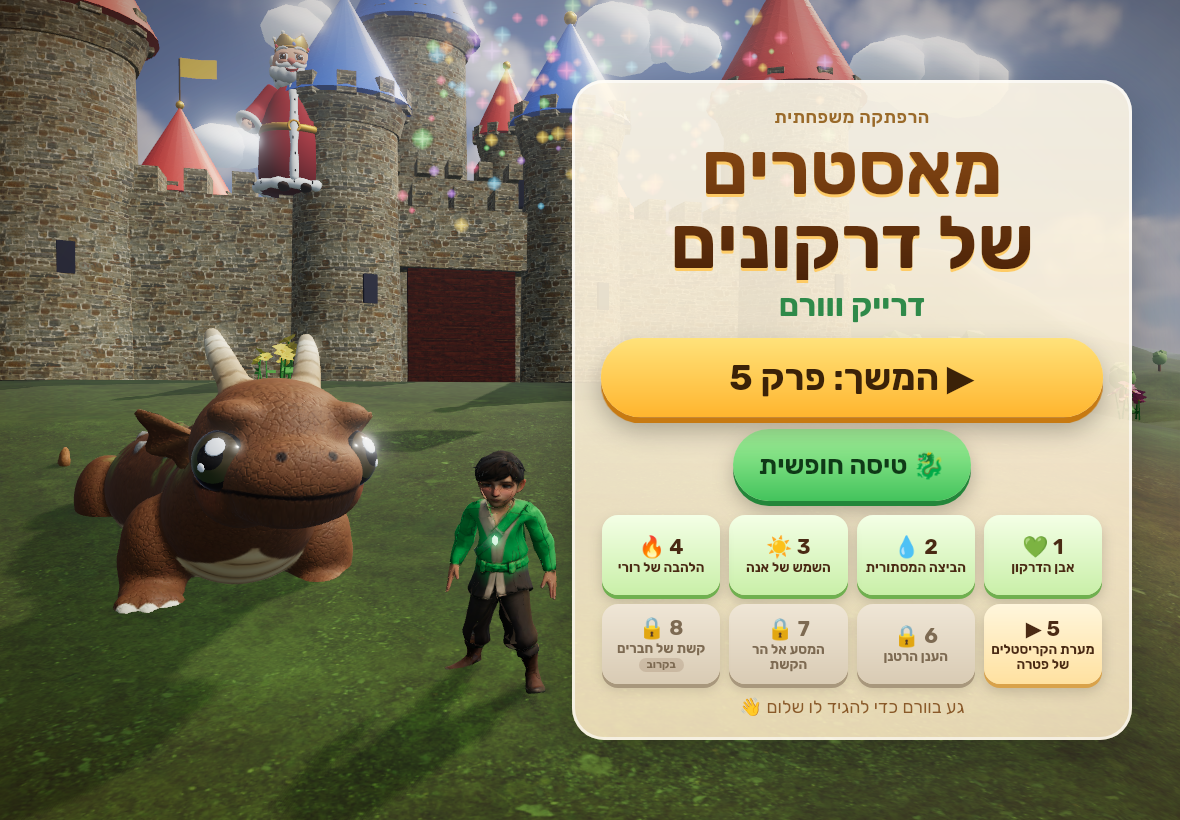 הרפתקה משפחתית
מאסטרים
של דרקונים
דרייק ווורם
▶ המשך: פרק 5
🐉 טיסה חופשית
1 💚
אבן הדרקון
2 💧
הביצה המסתורית
3 ☀️
השמש של אנה
4 🔥
הלהבה של רורי
5 ▶
מערת הקריסטלים
של פטרה
6 🔒
הענן הרטנן
7 🔒
המסע אל הר
הקשת
8 🔒
קשת של חברים
בקרוב
גע בוורם כדי להגיד לו שלום 👋